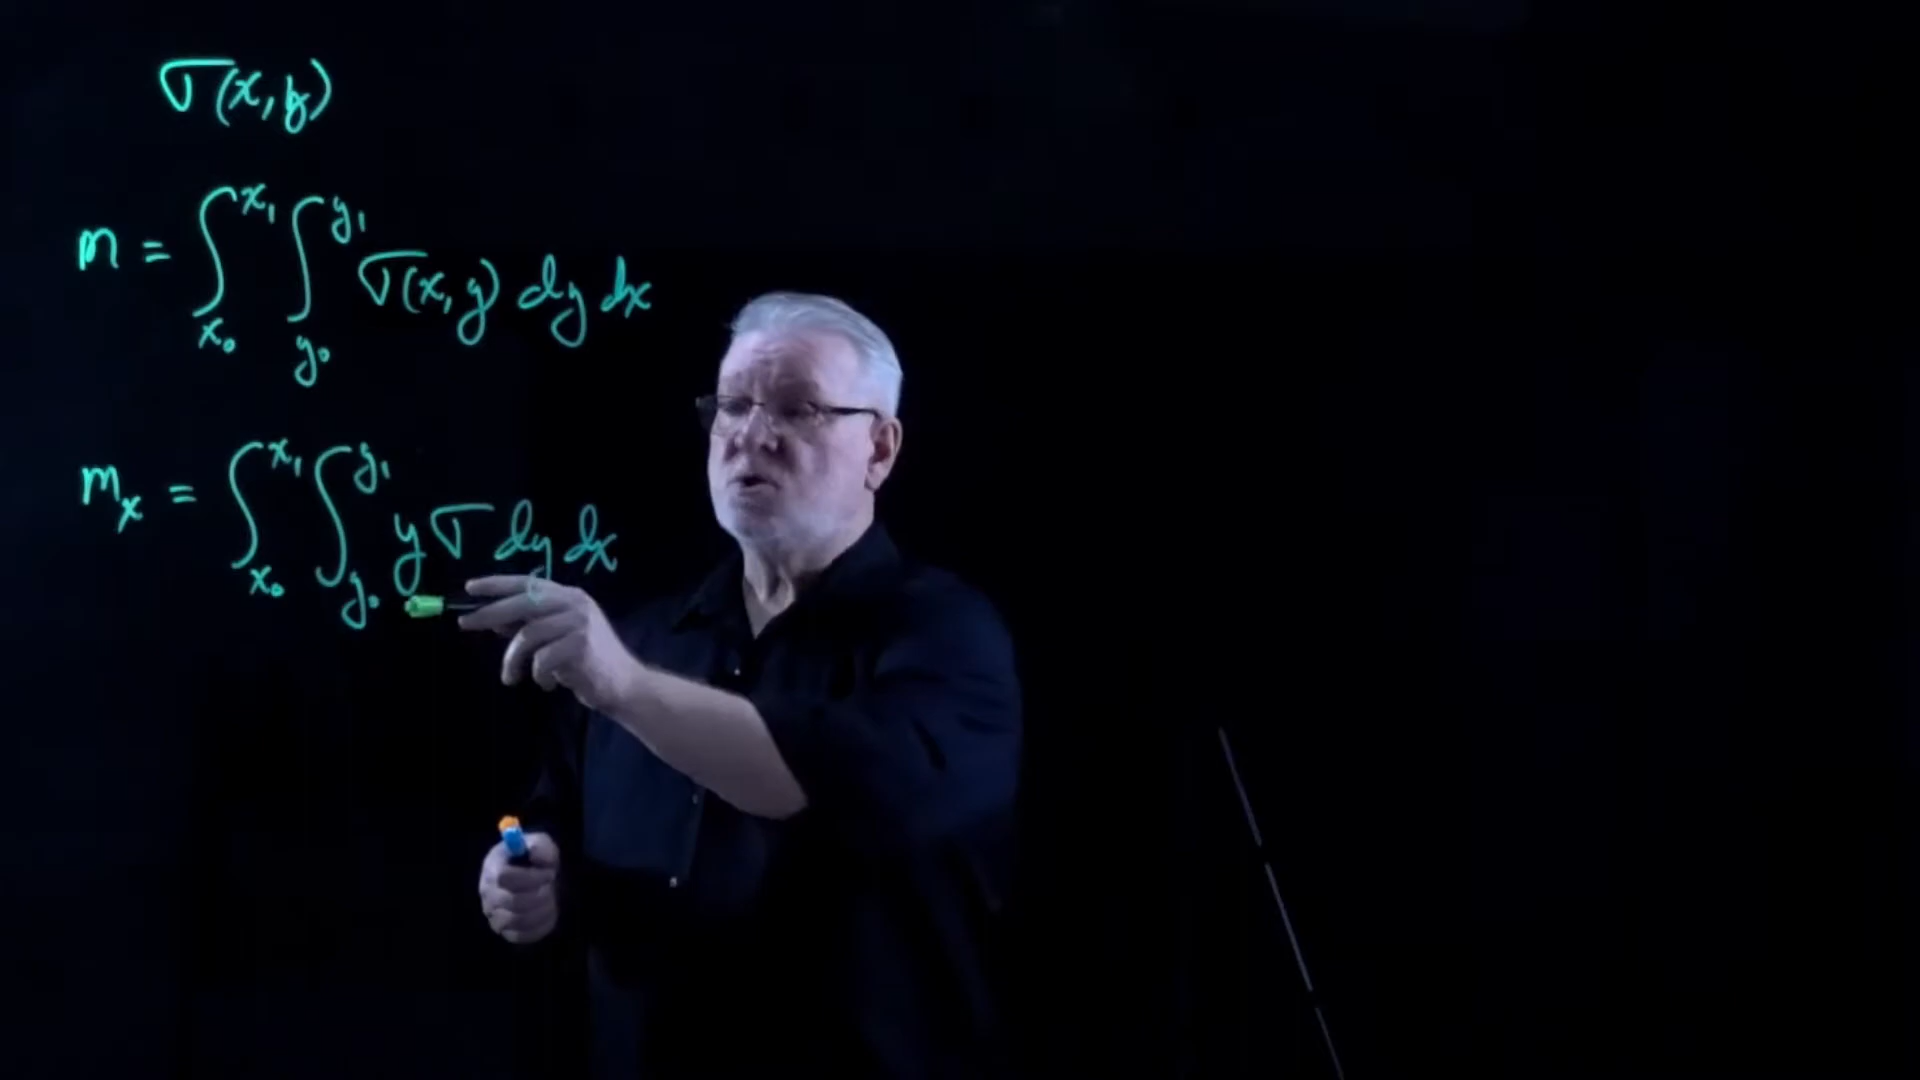 σ(x, y)
m = ∫_{x₀}^{x₁} ∫_{y₀}^{y₁} σ(x, y) dy dx
m_x = ∫_{x₀}^{x₁} ∫_{y₀}^{y₁} y σ dy dx